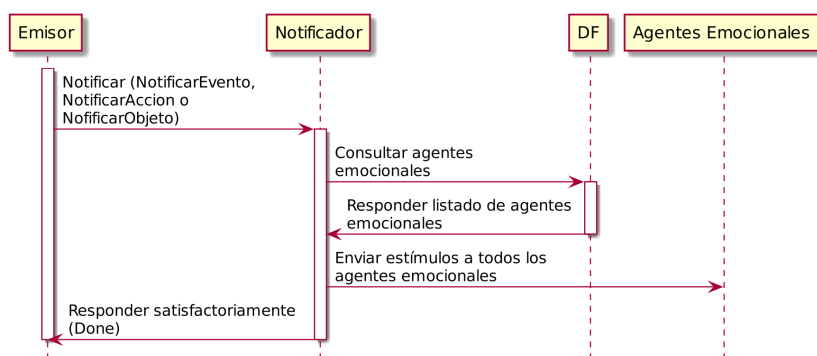 Emisor
Notificador
DF
Agentes Emocionales
Notificar (NotificarEvento,
NotificarAccion o
NofificarObjeto)
Consultar agentes
emocionales
Responder listado de agentes
emocionales
Enviar estímulos a todos los
agentes emocionales
Responder satisfactoriamente
(Done)